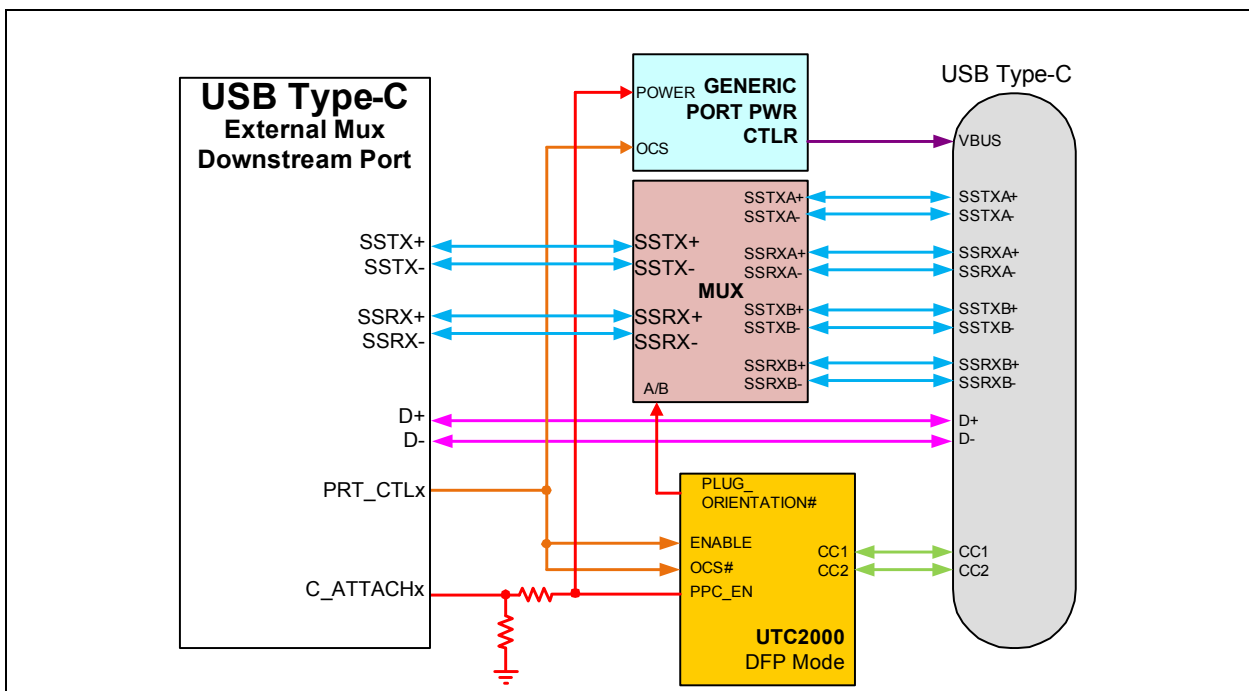 USB Type-C
External Mux
Downstream Port
SSTX+
SSTX-
SSRX+
SSRX-
D+
D-
PRT_CTLx
C_ATTACHx
POWER
GENERIC
PORT PWR
CTLR
OCS
SSTX+
SSTX-
SSRX+
SSRX-
MUX
A/B
SSTXA+
SSTXA-
SSRXA+
SSRXA-
SSTXB+
SSTXB-
SSRXB+
SSRXB-
PLUG_
ORIENTATION#
ENABLE
OCS#
PPC_EN
CC1
CC2
UTC2000
DFP Mode
USB Type-C
VBUS
SSTXA+
SSTXA-
SSRXA+
SSRXA-
SSTXB+
SSTXB-
SSRXB+
SSRXB-
D+
D-
CC1
CC2